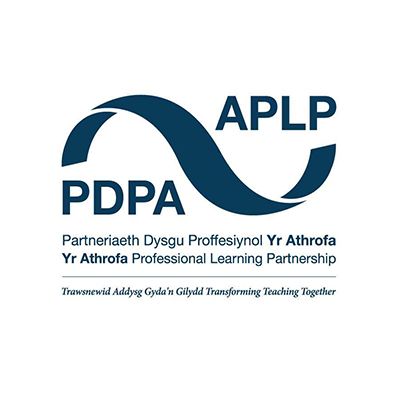 APLP
PDPA
Partneriaeth Dysgu Proffesiynol Yr Athrofa
Yr Athrofa Professional Learning Partnership
Trawsnewid Addysg Gyda'n Gilydd Transforming Teaching Together